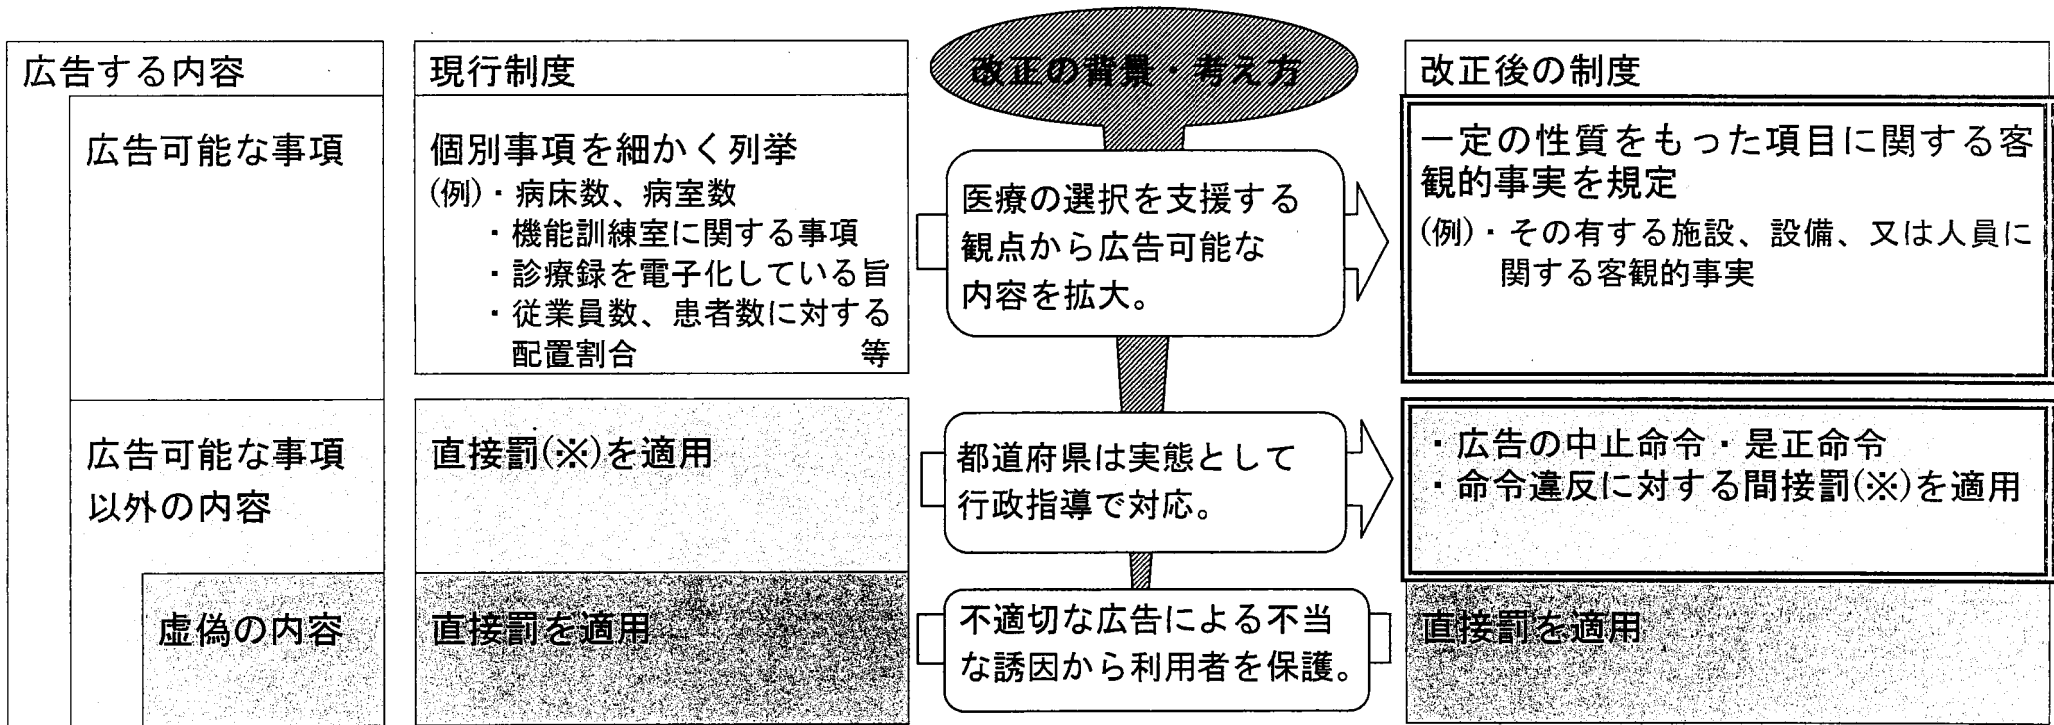 広告する内容
現行制度
改正の背景・考え方
改正後の制度
広告可能な事項
個別事項を細かく列挙
(例)・病床数、病室数
・機能訓練室に関する事項
・診療録を電子化している旨
・従業員数、患者数に対する
配置割合 等
医療の選択を支援する
観点から広告可能な
内容を拡大。
一定の性質をもった項目に関する客
観的事実を規定
(例)・その有する施設、設備、又は人員に
関する客観的事実
広告可能な事項
以外の内容
直接罰(※)を適用
都道府県は実態として
行政指導で対応。
・広告の中止命令・是正命令
・命令違反に対する間接罰(※)を適用
虚偽の内容
直接罰を適用
不適切な広告による不当
な誘因から利用者を保護。
直接罰を適用